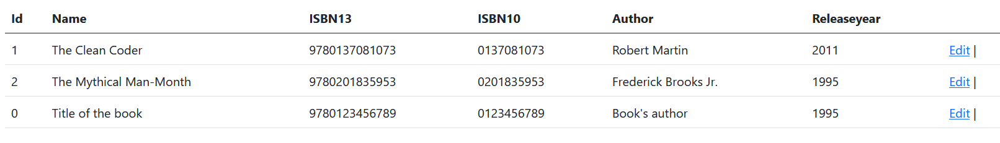 Id Name ISBN13 ISBN10 Author Releaseyear
1 The Clean Coder 9780137081073 0137081073 Robert Martin 2011 Edit |
2 The Mythical Man-Month 9780201835953 0201835953 Frederick Brooks Jr. 1995 Edit |
0 Title of the book 9780123456789 0123456789 Book's author 1995 Edit |